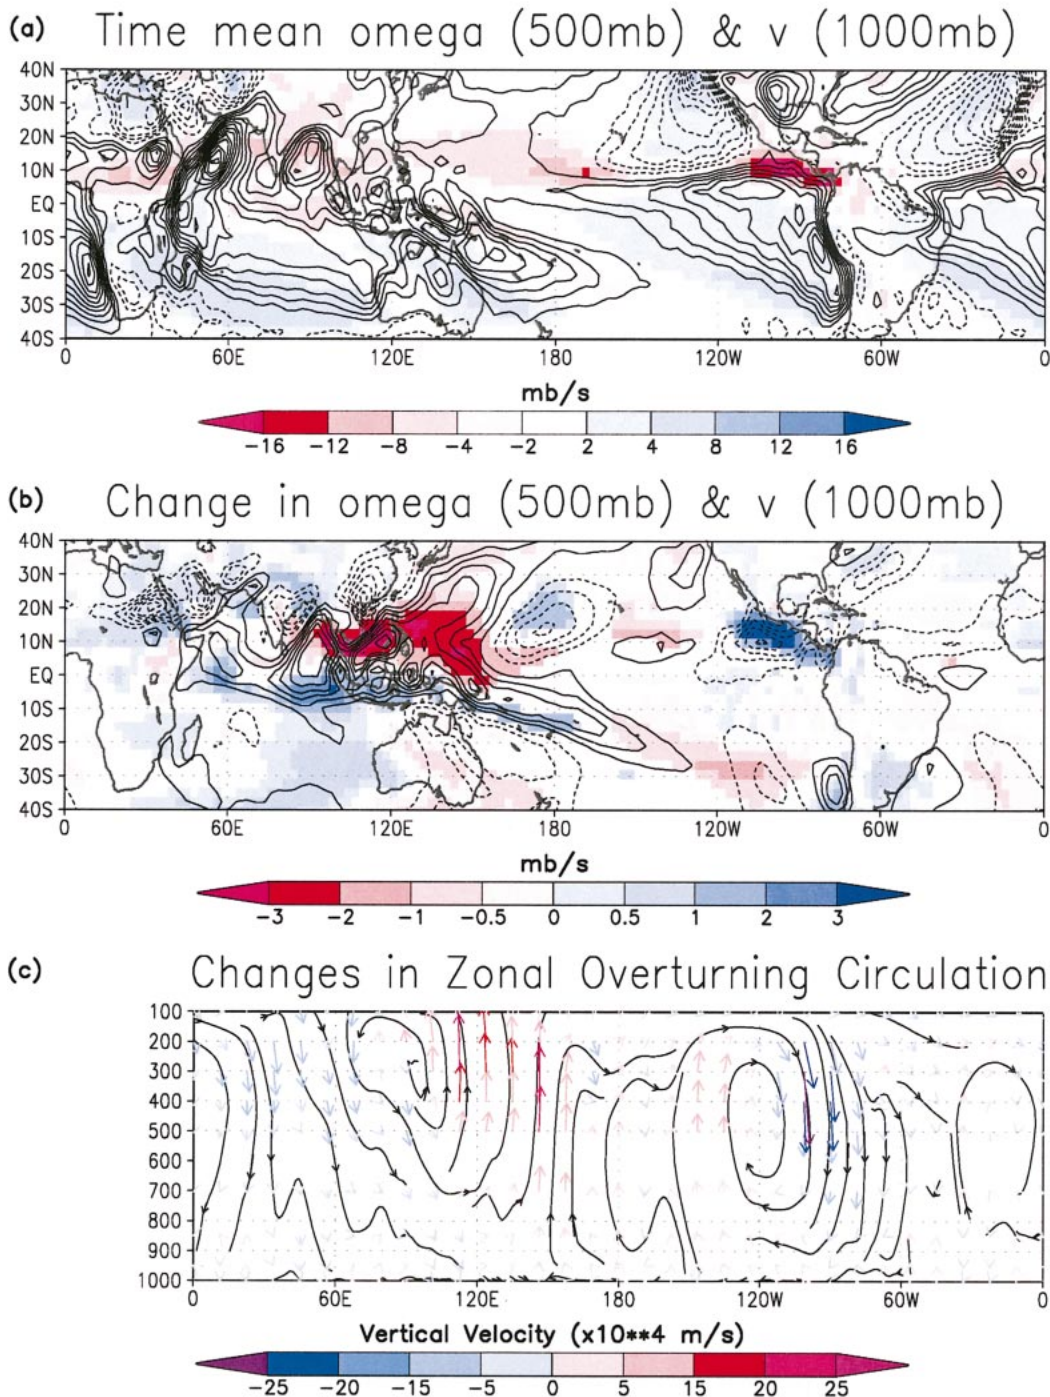 (a) Time mean omega (500mb) & v (1000mb)
40N
30N
20N
10N
EQ
10S
20S
30S
40S
0 60E 120E 180 120W 60W 0
mb/s
-16 -12 -8 -4 -2 2 4 8 12 16
(b) Change in omega (500mb) & v (1000mb)
40N
30N
20N
10N
EQ
10S
20S
30S
40S
0 60E 120E 180 120W 60W 0
mb/s
-3 -2 -1 -0.5 0 0.5 1 2 3
(c) Changes in Zonal Overturning Circulation
100
200
300
400
500
600
700
800
900
1000
0 60E 120E 180 120W 60W 0
Vertical Velocity (x10**4 m/s)
-25 -20 -15 -5 0 5 15 20 25